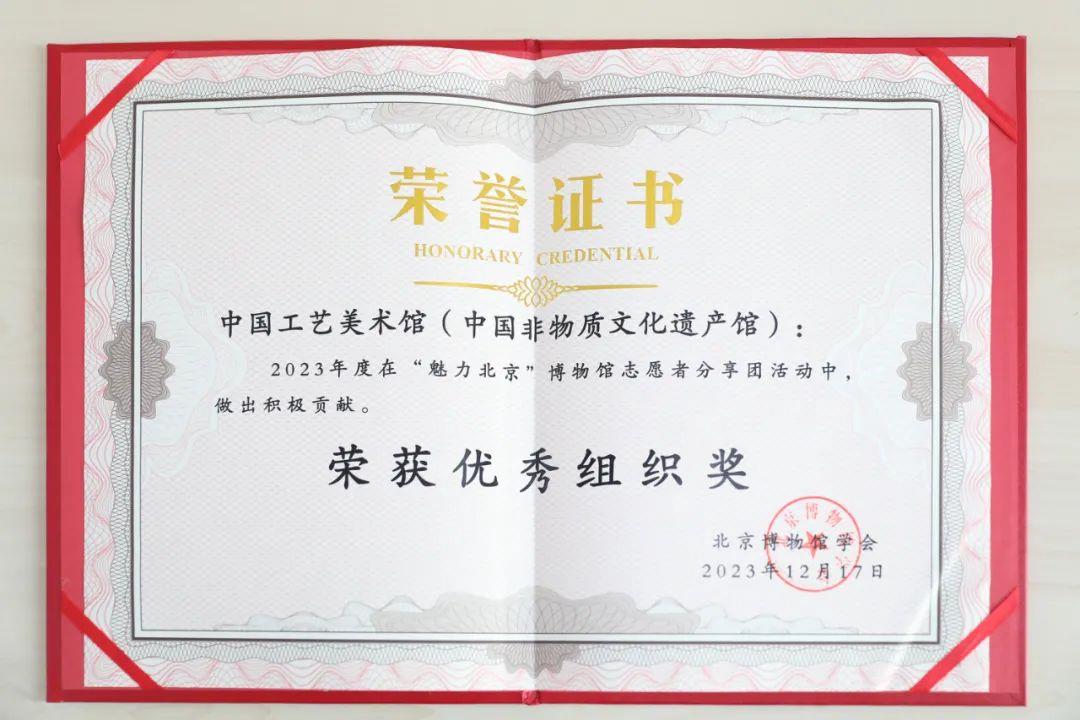 荣誉证书
HONORARY CREDENTIAL
中国工艺美术馆（中国非物质文化遗产馆）：
2023年度在“魅力北京”博物馆志愿者分享团活动中，
做出积极贡献。
荣获优秀组织奖
北京博物馆学会
2023年12月17日
京博物